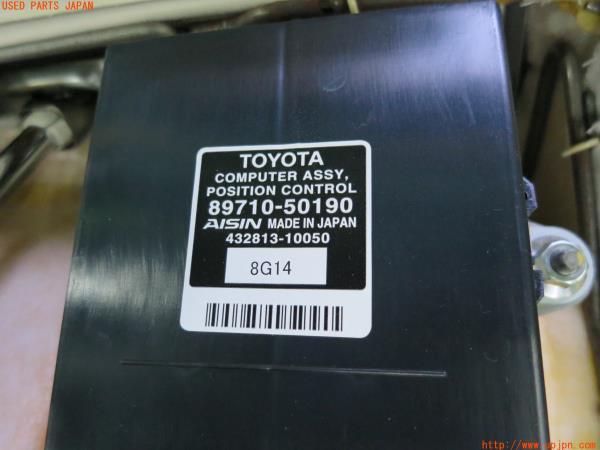 USED PARTS JAPAN
TOYOTA
COMPUTER ASSY,
POSITION CONTROL
89710-50190
AISIN MADE IN JAPAN
432813-10050
8G14
http://www.upjpn.com